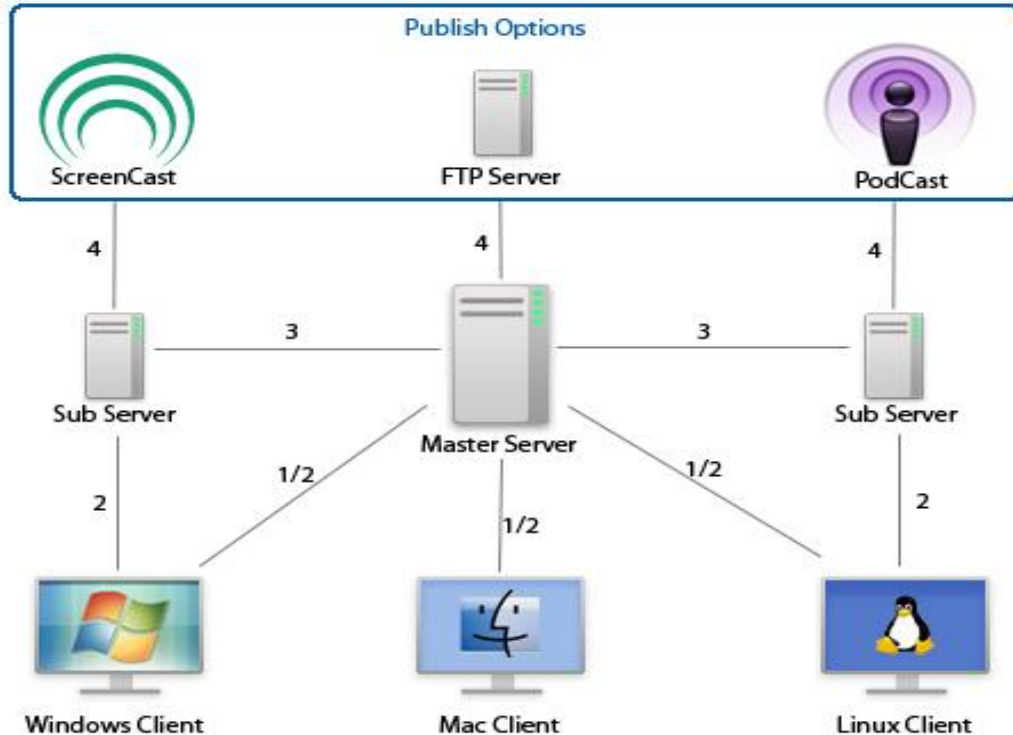 Publish Options
ScreenCast
FTP Server
PodCast
4
4
4
3
3
Sub Server
Master Server
Sub Server
2
1/2
1/2
1/2
2
Windows Client
Mac Client
Linux Client